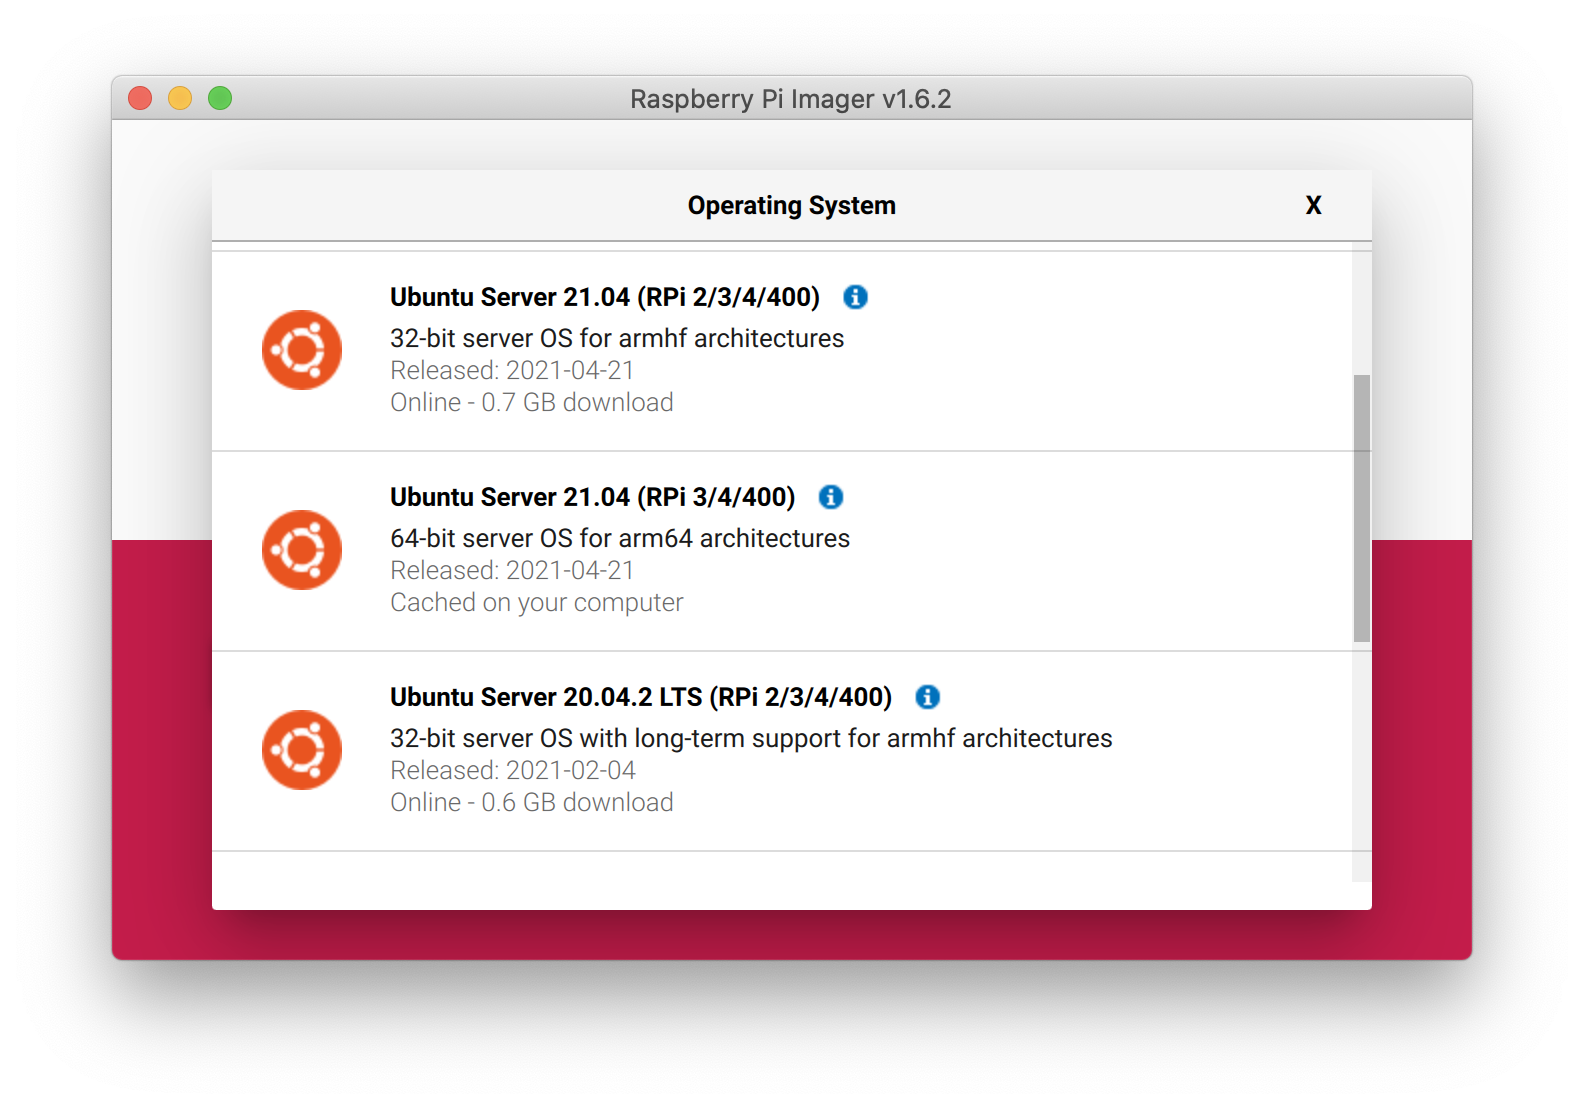 Raspberry Pi Imager v1.6.2
Operating System
X
Ubuntu Server 21.04 (RPi 2/3/4/400)
32-bit server OS for armhf architectures
Released: 2021-04-21
Online - 0.7 GB download
Ubuntu Server 21.04 (RPi 3/4/400)
64-bit server OS for arm64 architectures
Released: 2021-04-21
Cached on your computer
Ubuntu Server 20.04.2 LTS (RPi 2/3/4/400)
32-bit server OS with long-term support for armhf architectures
Released: 2021-02-04
Online - 0.6 GB download